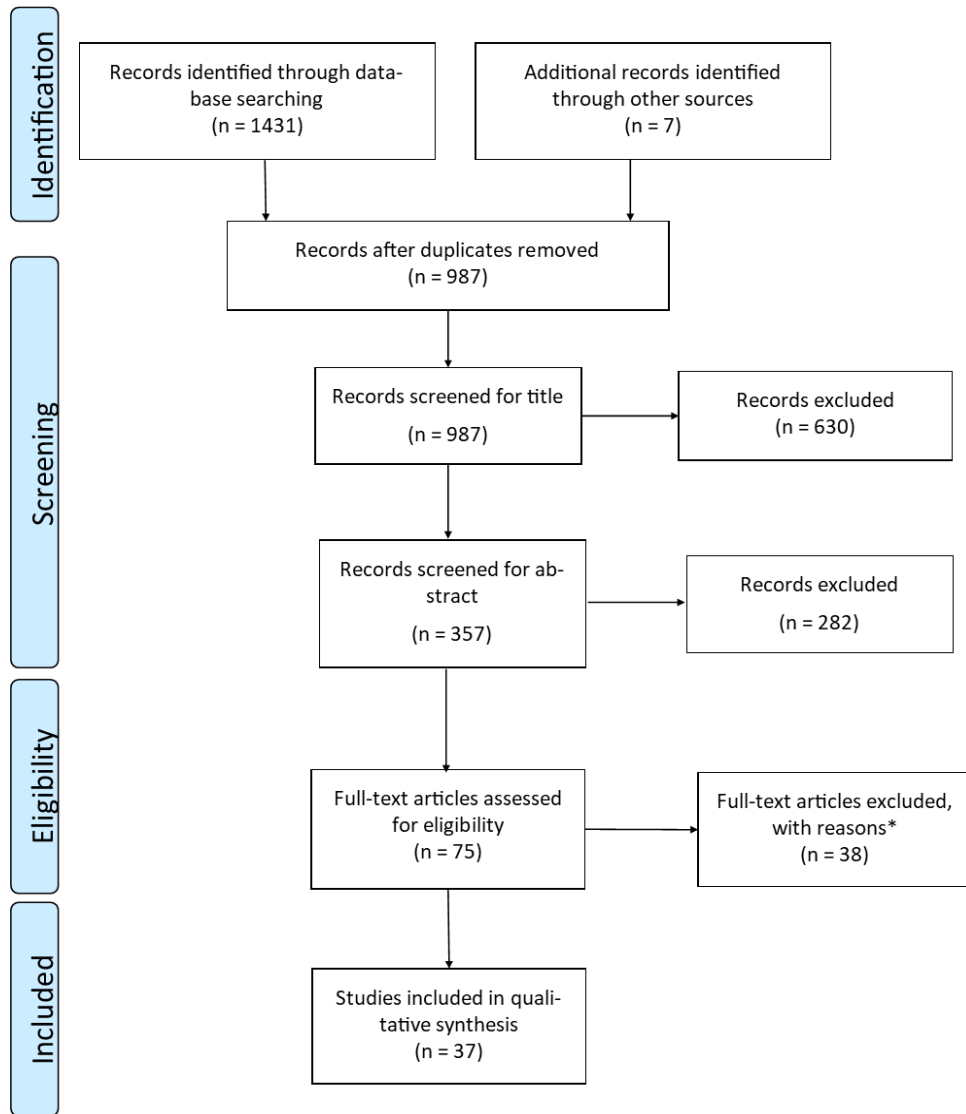 Identification
Records identified through data-
base searching
(n = 1431)
Additional records identified
through other sources
(n = 7)
Records after duplicates removed
(n = 987)
Screening
Records screened for title
(n = 987)
Records excluded
(n = 630)
Records screened for ab-
stract
(n = 357)
Records excluded
(n = 282)
Eligibility
Full-text articles assessed
for eligibility
(n = 75)
Full-text articles excluded,
with reasons*
(n = 38)
Included
Studies included in quali-
tative synthesis
(n = 37)